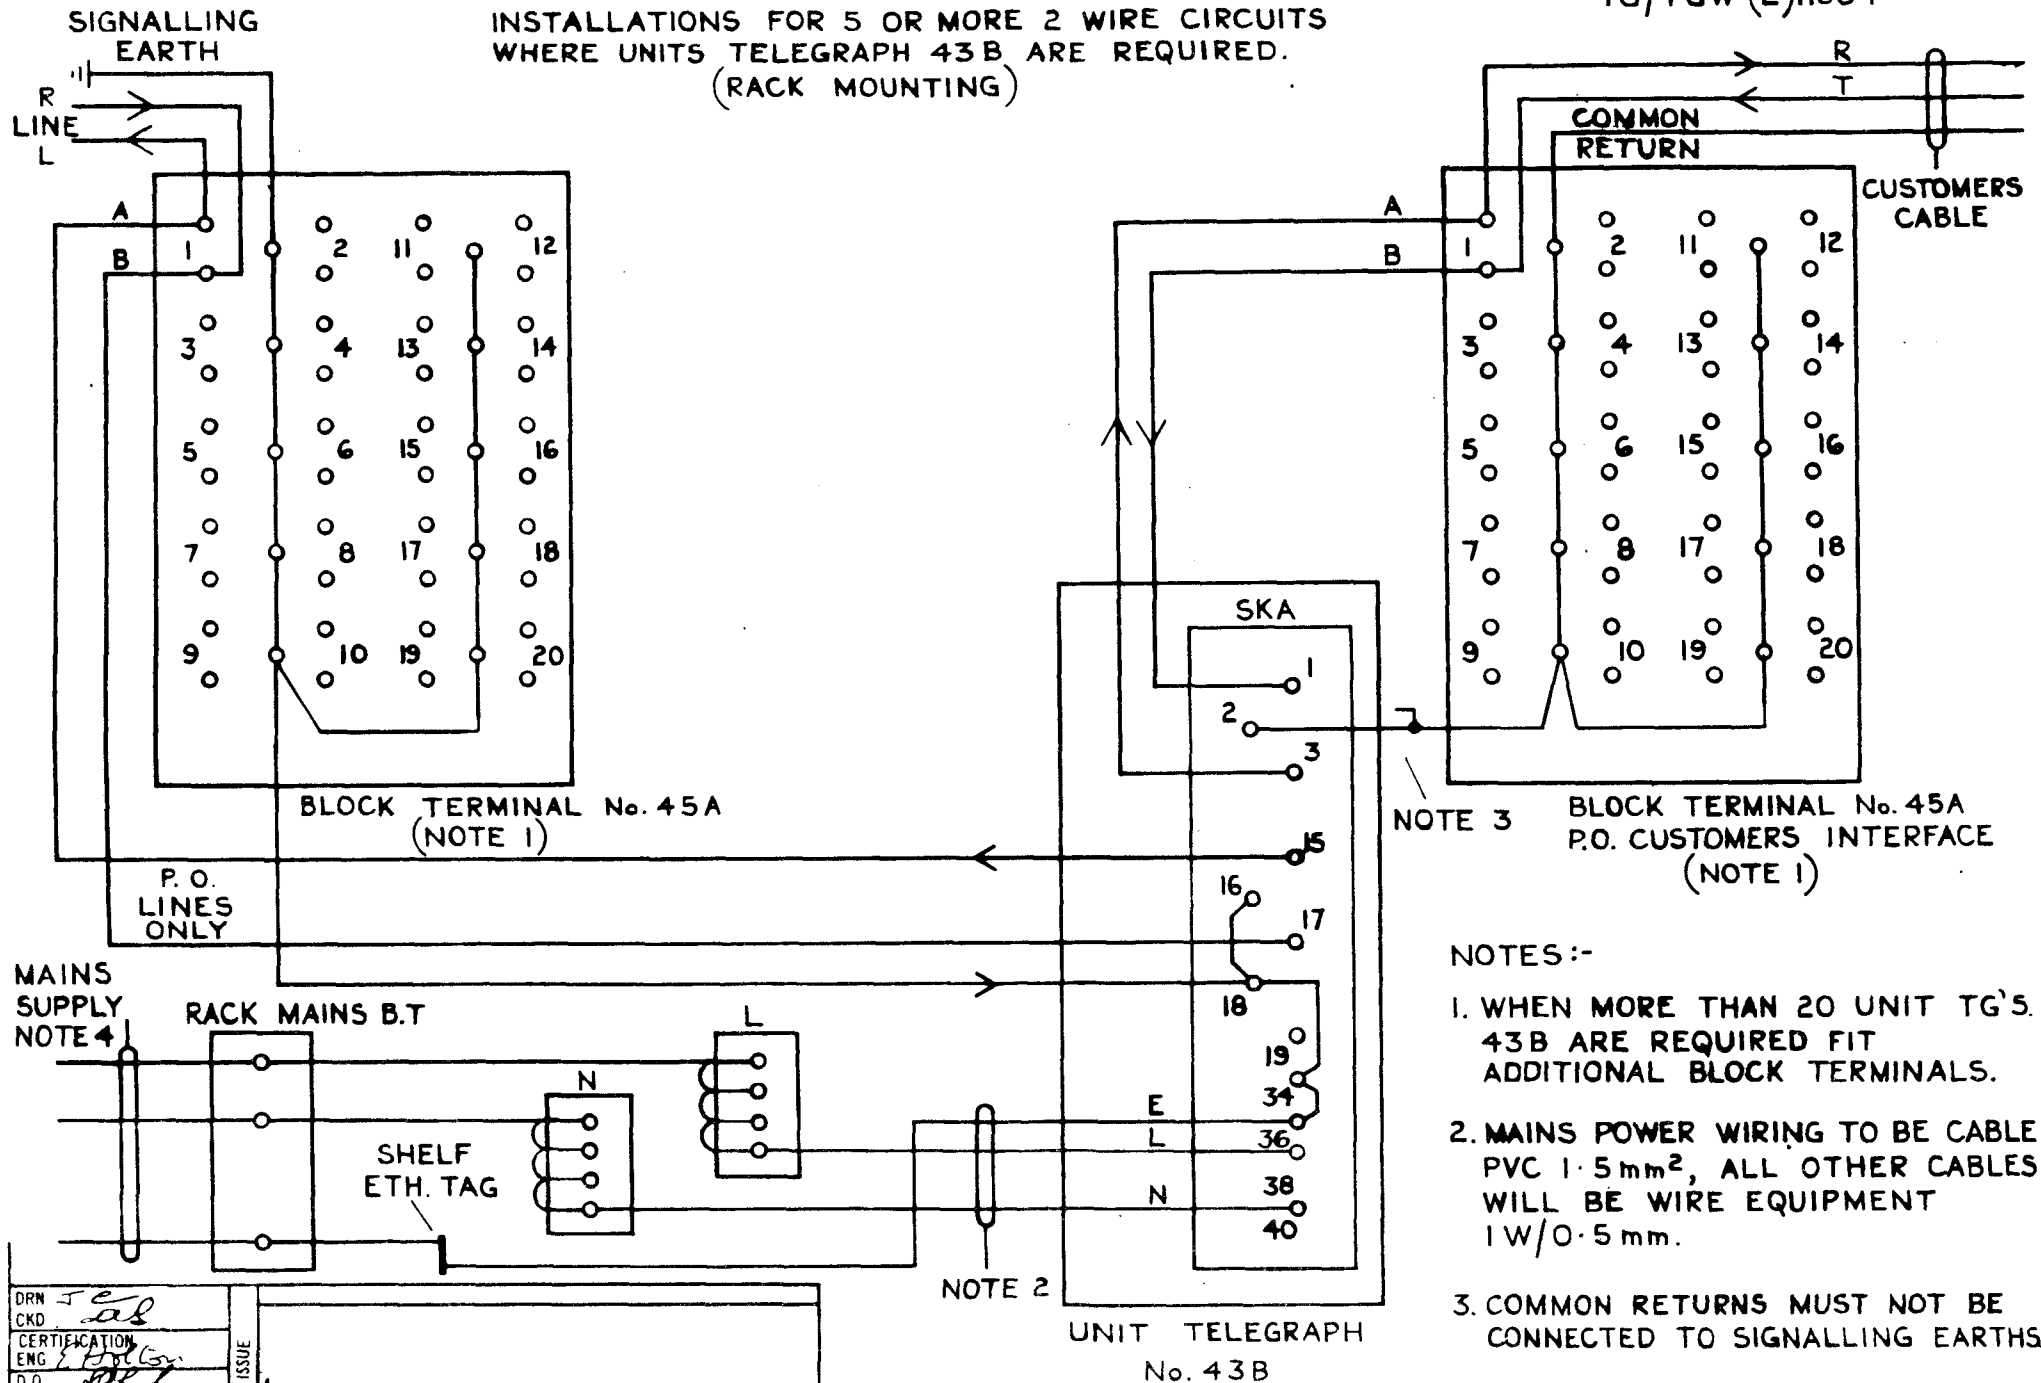 SIGNALLING
EARTH
INSTALLATIONS FOR 5 OR MORE 2 WIRE CIRCUITS
WHERE UNITS TELEGRAPH 43B ARE REQUIRED.
(RACK MOUNTING)
R
LINE
L
R
T
COMMON
RETURN
CUSTOMERS
CABLE
A
B
1 2 11 12
3 4 13 14
5 6 15 16
7 8 17 18
9 10 19 20
BLOCK TERMINAL No. 45A
(NOTE 1)
A
B
1 2 11 12
3 4 13 14
5 6 15 16
7 8 17 18
9 10 19 20
BLOCK TERMINAL No. 45A
P.O. CUSTOMERS INTERFACE
(NOTE 1)
SKA
1
2
3
NOTE 3
15
16
17
18
19
34
36
38
40
E
L
N
P.O.
LINES
ONLY
MAINS
SUPPLY
NOTE 4
RACK MAINS B.T
L
N
SHELF
ETH. TAG
NOTE 2
UNIT TELEGRAPH
No. 43B
NOTES:-
1. WHEN MORE THAN 20 UNIT TG'S.
43B ARE REQUIRED FIT
ADDITIONAL BLOCK TERMINALS.
2. MAINS POWER WIRING TO BE CABLE
PVC 1·5mm², ALL OTHER CABLES
WILL BE WIRE EQUIPMENT
1W/0·5mm.
3. COMMON RETURNS MUST NOT BE
CONNECTED TO SIGNALLING EARTHS
DRN
CKD
CERTIFICATION
ENG
ISSUE